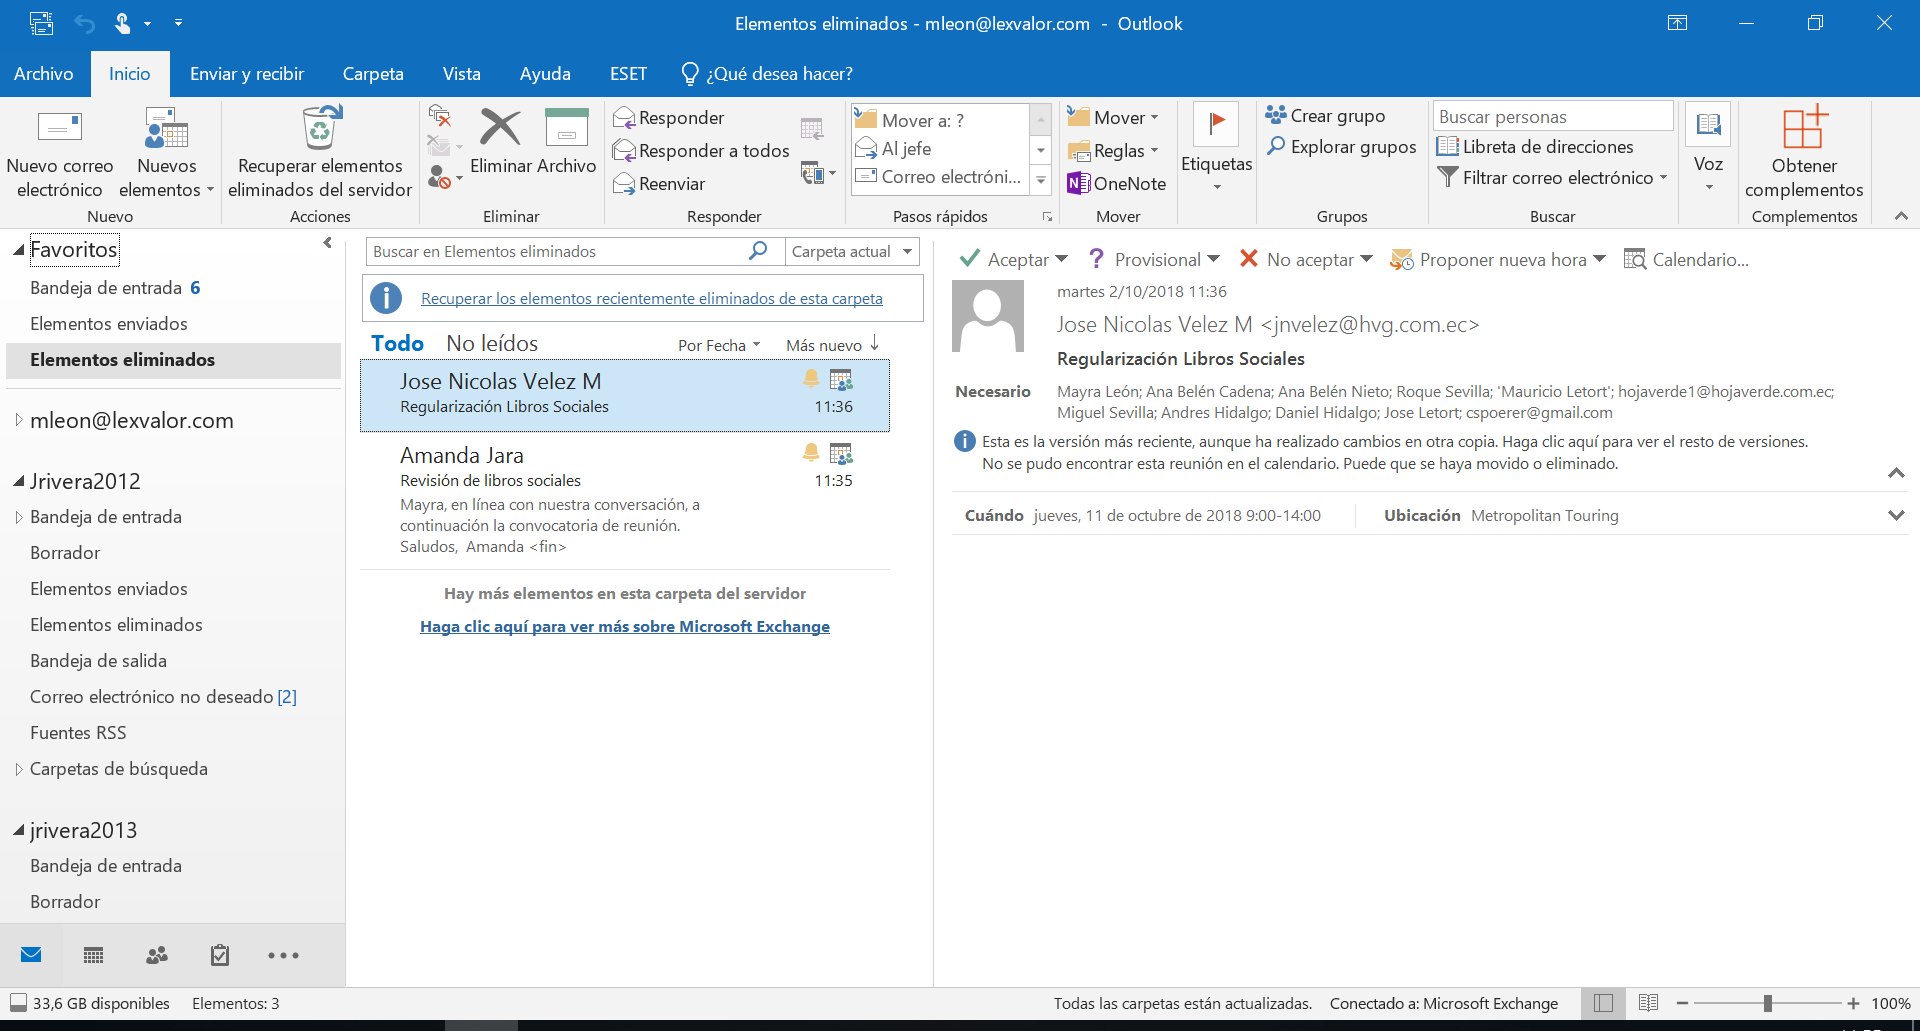 Elementos eliminados - mleon@lexvalor.com - Outlook
Archivo Inicio Enviar y recibir Carpeta Vista Ayuda ESET ¿Qué desea hacer?
Nuevo correo electrónico
Nuevos elementos
Nuevo
Recuperar elementos eliminados del servidor
Acciones
Eliminar
Archivo
Eliminar
Responder
Responder a todos
Reenviar
Responder
Mover a: ?
Al jefe
Correo electróni...
Pasos rápidos
Mover
Reglas
OneNote
Mover
Etiquetas
Crear grupo
Explorar grupos
Grupos
Buscar personas
Libreta de direcciones
Filtrar correo electrónico
Buscar
Voz
Obtener complementos
Complementos
Favoritos
Bandeja de entrada 6
Elementos enviados
Elementos eliminados
mleon@lexvalor.com
Jrivera2012
Bandeja de entrada
Borrador
Elementos enviados
Elementos eliminados
Bandeja de salida
Correo electrónico no deseado [2]
Fuentes RSS
Carpetas de búsqueda
jrivera2013
Bandeja de entrada
Borrador
Buscar en Elementos eliminados
Carpeta actual
Recuperar los elementos recientemente eliminados de esta carpeta
Todo No leídos Por Fecha Más nuevo
Jose Nicolas Velez M
Regularización Libros Sociales 11:36
Amanda Jara
Revisión de libros sociales 11:35
Mayra, en línea con nuestra conversación, a
continuación la convocatoria de reunión.
Saludos, Amanda <fin>
Hay más elementos en esta carpeta del servidor
Haga clic aquí para ver más sobre Microsoft Exchange
Aceptar ? Provisional No aceptar Proponer nueva hora Calendario...
martes 2/10/2018 11:36
Jose Nicolas Velez M <jnvelez@hvg.com.ec>
Regularización Libros Sociales
Necesario Mayra León; Ana Belén Cadena; Ana Belén Nieto; Roque Sevilla; 'Mauricio Letort'; hojaverde1@hojaverde.com.ec;
Miguel Sevilla; Andres Hidalgo; Daniel Hidalgo; Jose Letort; cspoerer@gmail.com
Esta es la versión más reciente, aunque ha realizado cambios en otra copia. Haga clic aquí para ver el resto de versiones.
No se pudo encontrar esta reunión en el calendario. Puede que se haya movido o eliminado.
Cuándo jueves, 11 de octubre de 2018 9:00-14:00 Ubicación Metropolitan Touring
33,6 GB disponibles Elementos: 3 Todas las carpetas están actualizadas. Conectado a: Microsoft Exchange 100%